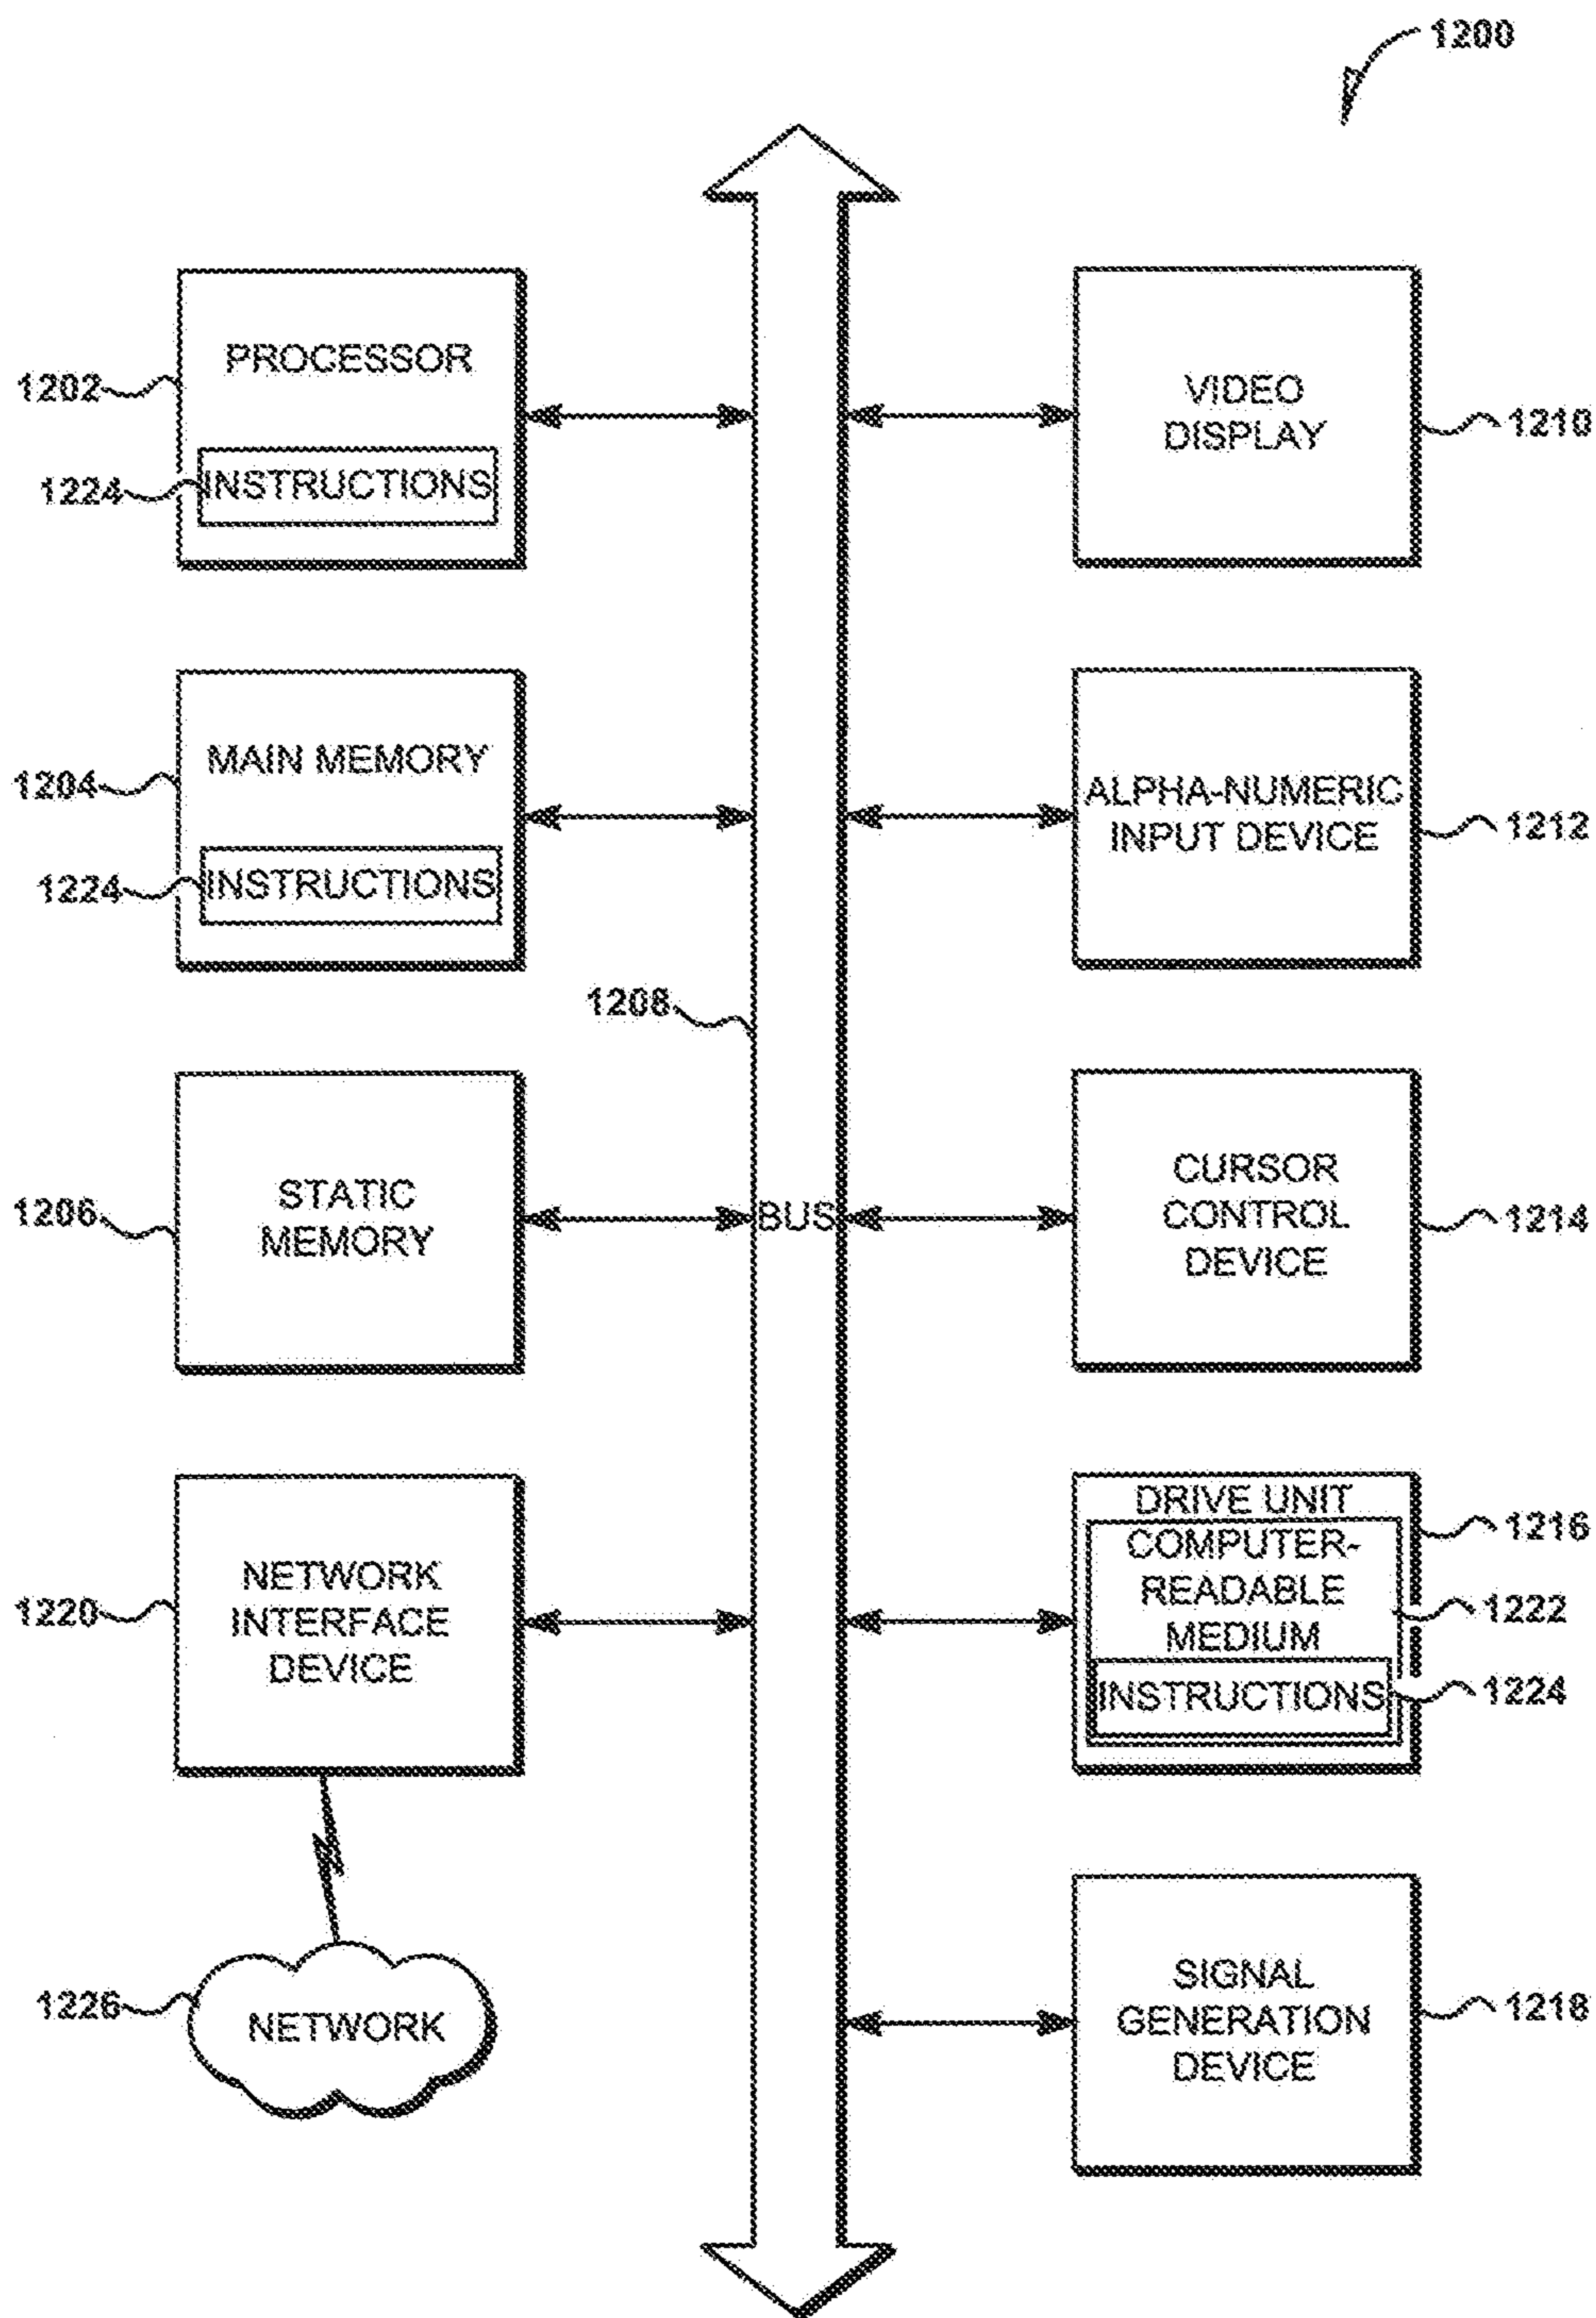 1200
PROCESSOR
1202
1224
INSTRUCTIONS
VIDEO
DISPLAY
1210
MAIN MEMORY
1204
1224
INSTRUCTIONS
ALPHA-NUMERIC
INPUT DEVICE
1212
1208
BUS
STATIC
MEMORY
1206
CURSOR
CONTROL
DEVICE
1214
NETWORK
INTERFACE
DEVICE
1220
DRIVE UNIT
1216
COMPUTER-
READABLE
MEDIUM
1222
INSTRUCTIONS
1224
1226
NETWORK
SIGNAL
GENERATION
DEVICE
1218